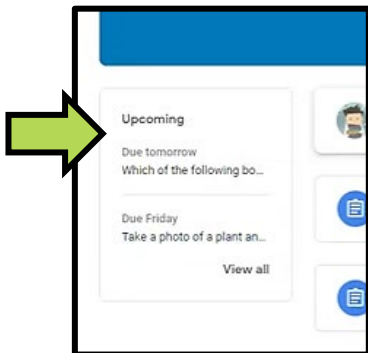 Upcoming
Due tomorrow
Which of the following bo...
Due Friday
Take a photo of a plant an...
View all